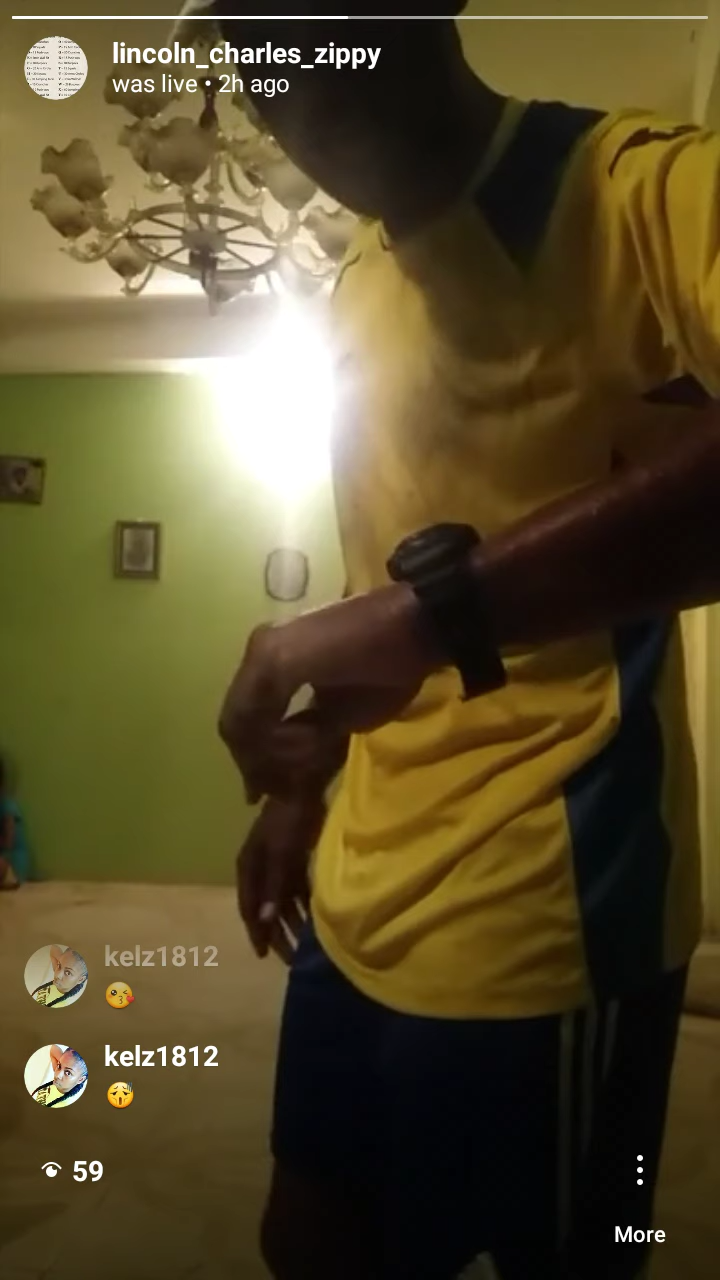 lincoln_charles_zippy
was live • 2h ago
kelz1812
😘
kelz1812
😫
59
More